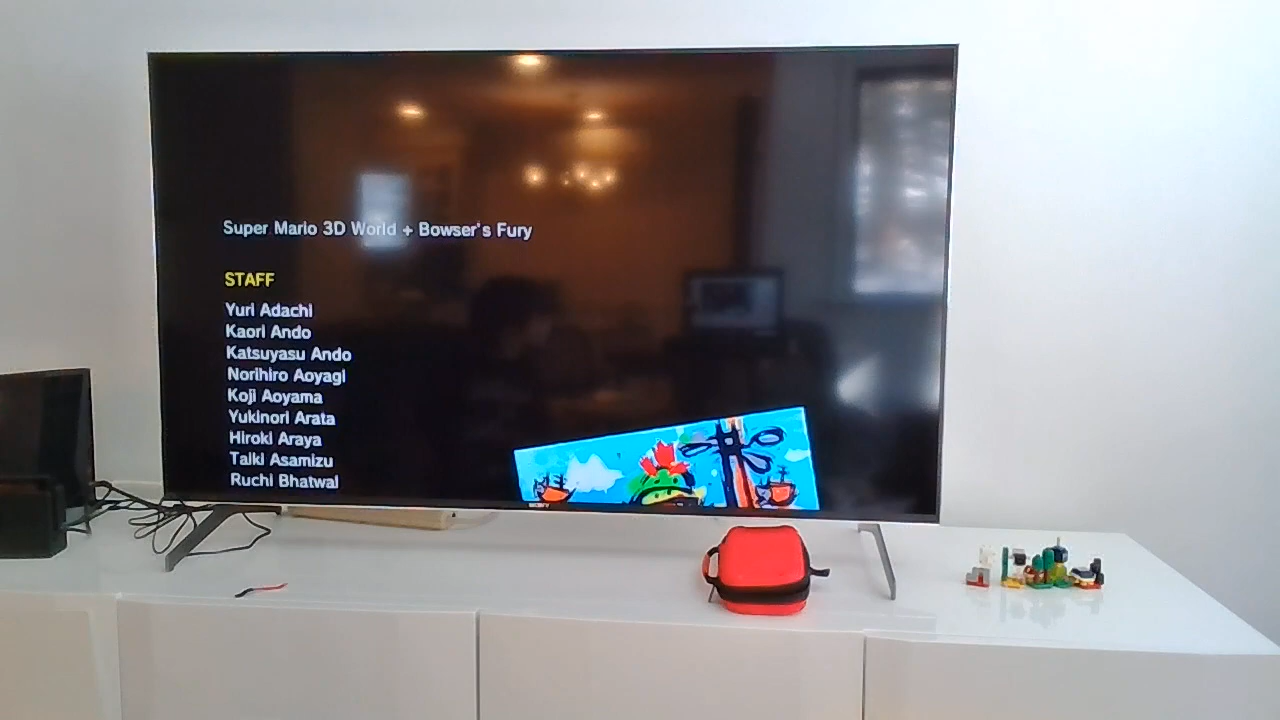 Super Mario 3D World + Bowser's Fury
STAFF
Yuri Adachi
Kaori Ando
Katsuyasu Ando
Norihiro Aoyagi
Koji Aoyama
Yukinori Arata
Hiroki Araya
Taiki Asamizu
Ruchi Bhatwal
SONY